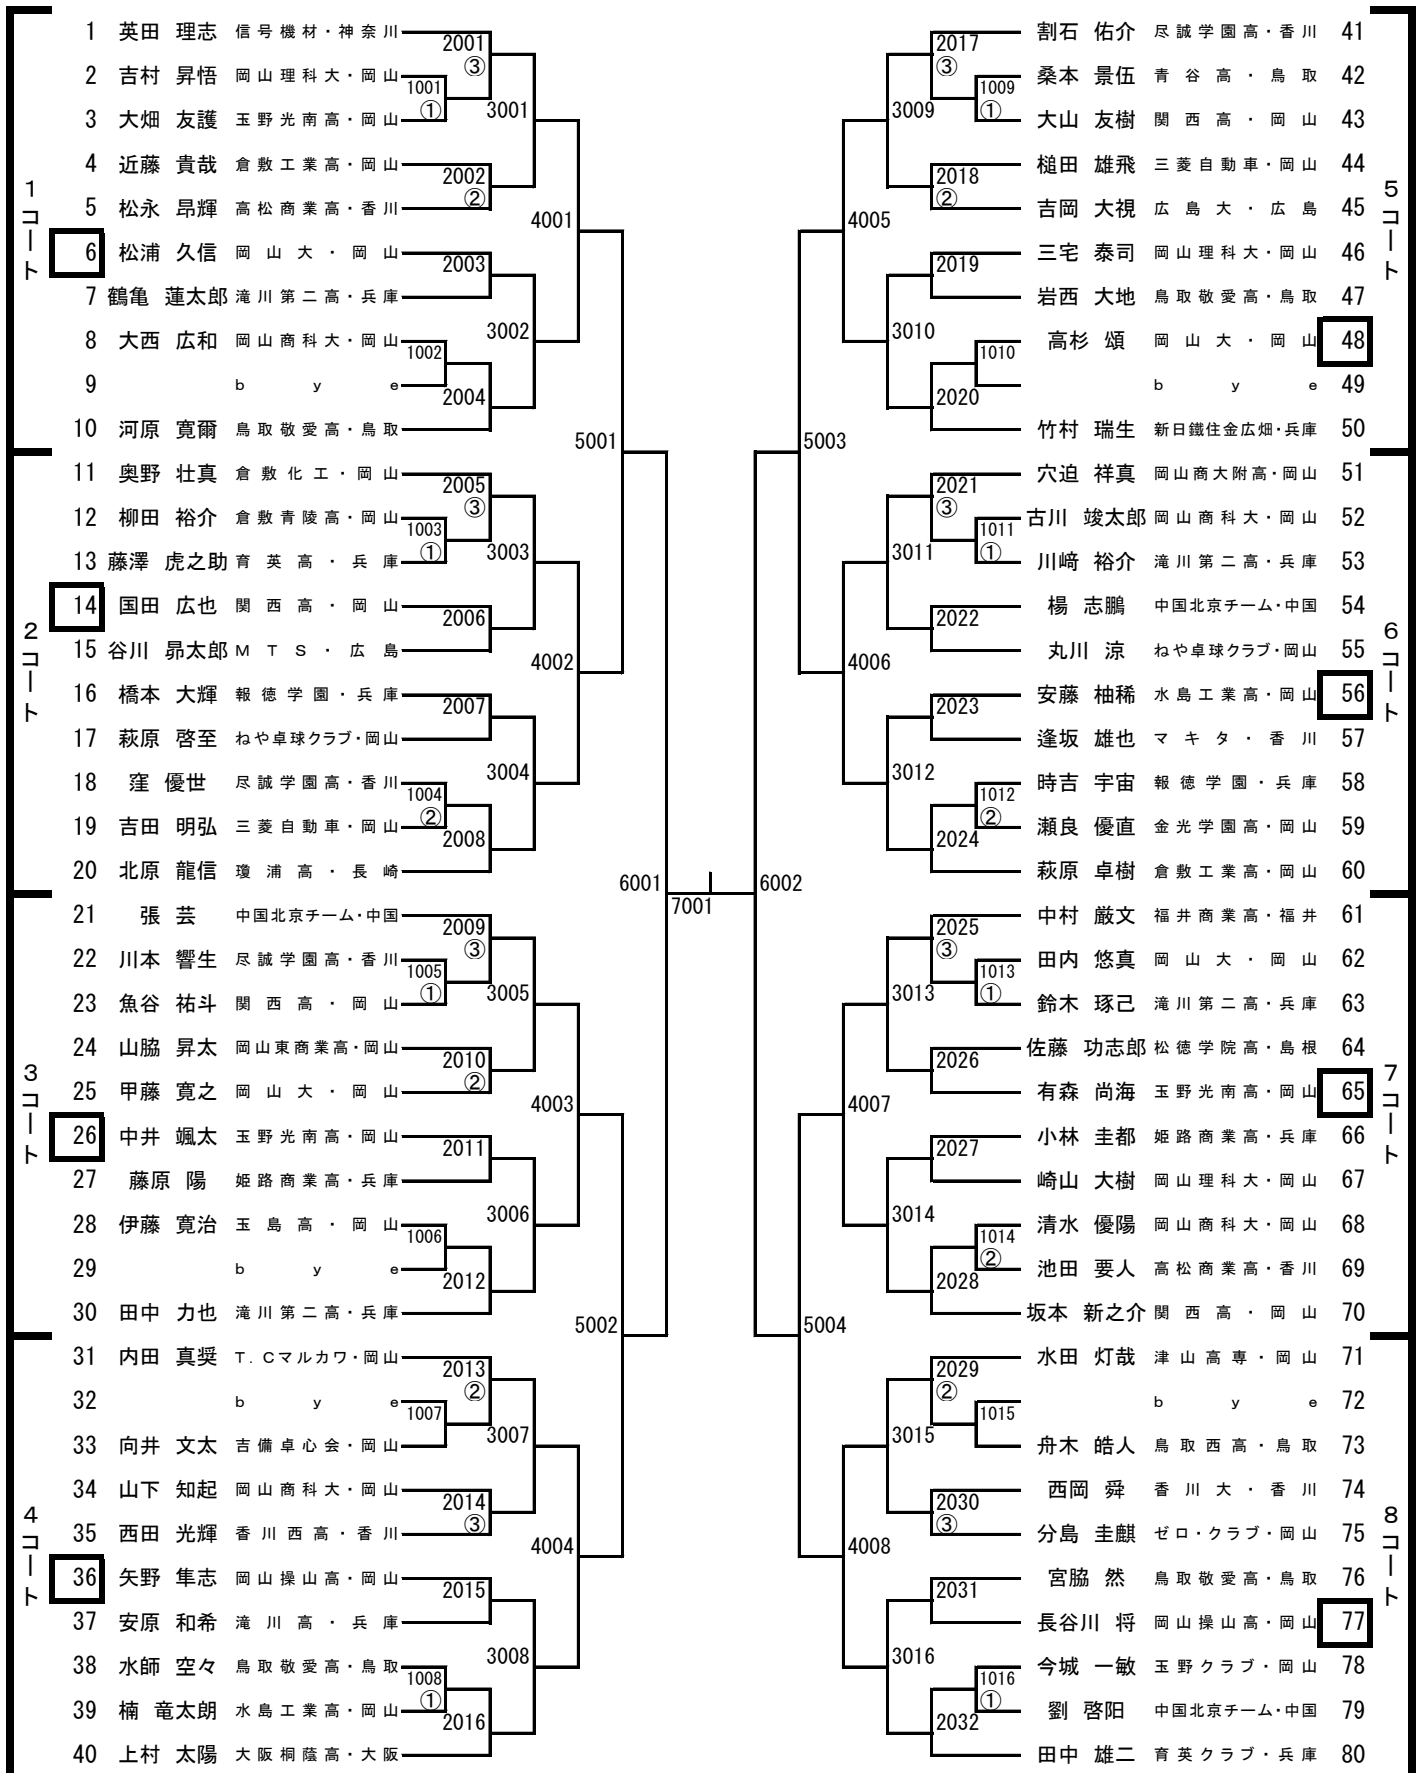 1コート
1 英田 理志 信号機材・神奈川
2 吉村 昇悟 岡山理科大・岡山
3 大畑 友護 玉野光南高・岡山
4 近藤 貴哉 倉敷工業高・岡山
5 松永 昂輝 高松商業高・香川
6 松浦 久信 岡山大・岡山
7 鶴亀 蓮太郎 滝川第二高・兵庫
8 大西 広和 岡山商科大・岡山
9 bye
10 河原 寛爾 鳥取敬愛高・鳥取
2コート
11 奥野 壮真 倉敷化工・岡山
12 柳田 裕介 倉敷青陵高・岡山
13 藤澤 虎之助 育英高・兵庫
14 国田 広也 関西高・岡山
15 谷川 昴太郎 MTS・広島
16 橋本 大輝 報徳学園・兵庫
17 萩原 啓至 ねや卓球クラブ・岡山
18 窪 優世 尽誠学園高・香川
19 吉田 明弘 三菱自動車・岡山
20 北原 龍信 瓊浦高・長崎
3コート
21 張 芸 中国北京チーム・中国
22 川本 響生 尽誠学園高・香川
23 魚谷 祐斗 関西高・岡山
24 山脇 昇太 岡山東商業高・岡山
25 甲藤 寛之 岡山大・岡山
26 中井 颯太 玉野光南高・岡山
27 藤原 陽 姫路商業高・兵庫
28 伊藤 寛治 玉島高・岡山
29 bye
30 田中 力也 滝川第二高・兵庫
4コート
31 内田 真奨 T.Cマルカワ・岡山
32 bye
33 向井 文太 吉備卓心会・岡山
34 山下 知起 岡山商科大・岡山
35 西田 光輝 香川西高・香川
36 矢野 隼志 岡山操山高・岡山
37 安原 和希 滝川高・兵庫
38 水師 空々 鳥取敬愛高・鳥取
39 楠 竜太朗 水島工業高・岡山
40 上村 太陽 大阪桐蔭高・大阪
1001 ①
1002
1003 ①
1004 ②
1005 ①
1006
1007
1008 ①
2001 ③
2002 ②
2003
2004
2005 ③
2006
2007
2008
2009 ③
2010 ②
2011
2012
2013 ②
2014 ③
2015
2016
3001
3002
3003
3004
3005
3006
3007
3008
4001
4002
4003
4004
5001
5002
6001
7001
6002
5003
5004
4005
4006
4007
4008
3009
3010
3011
3012
3013
3014
3015
3016
2017 ③
2018 ②
2019
2020
2021 ③
2022
2023
2024
2025 ③
2026
2027
2028
2029 ②
2030 ③
2031
2032
1009 ①
1010
1011 ①
1012 ②
1013 ①
1014 ②
1015
1016 ①
5コート
割石 佑介 尽誠学園高・香川 41
桑本 景伍 青谷高・鳥取 42
大山 友樹 関西高・岡山 43
槌田 雄飛 三菱自動車・岡山 44
吉岡 大視 広島大・広島 45
三宅 泰司 岡山理科大・岡山 46
岩西 大地 鳥取敬愛高・鳥取 47
高杉 頌 岡山大・岡山 48
bye 49
竹村 瑞生 新日鐵住金広畑・兵庫 50
6コート
穴迫 祥真 岡山商大附高・岡山 51
古川 竣太郎 岡山商科大・岡山 52
川﨑 裕介 滝川第二高・兵庫 53
楊 志鵬 中国北京チーム・中国 54
丸川 涼 ねや卓球クラブ・岡山 55
安藤 柚稀 水島工業高・岡山 56
逢坂 雄也 マキタ・香川 57
時吉 宇宙 報徳学園・兵庫 58
瀬良 優直 金光学園高・岡山 59
萩原 卓樹 倉敷工業高・岡山 60
7コート
中村 厳文 福井商業高・福井 61
田内 悠真 岡山大・岡山 62
鈴木 琢己 滝川第二高・兵庫 63
佐藤 功志郎 松徳学院高・島根 64
有森 尚海 玉野光南高・岡山 65
小林 圭都 姫路商業高・兵庫 66
崎山 大樹 岡山理科大・岡山 67
清水 優陽 岡山商科大・岡山 68
池田 要人 高松商業高・香川 69
坂本 新之介 関西高・岡山 70
8コート
水田 灯哉 津山高専・岡山 71
bye 72
舟木 皓人 鳥取西高・鳥取 73
西岡 舜 香川大・香川 74
分島 圭麒 ゼロ・クラブ・岡山 75
宮脇 然 鳥取敬愛高・鳥取 76
長谷川 将 岡山操山高・岡山 77
今城 一敏 玉野クラブ・岡山 78
劉 啓阳 中国北京チーム・中国 79
田中 雄二 育英クラブ・兵庫 80